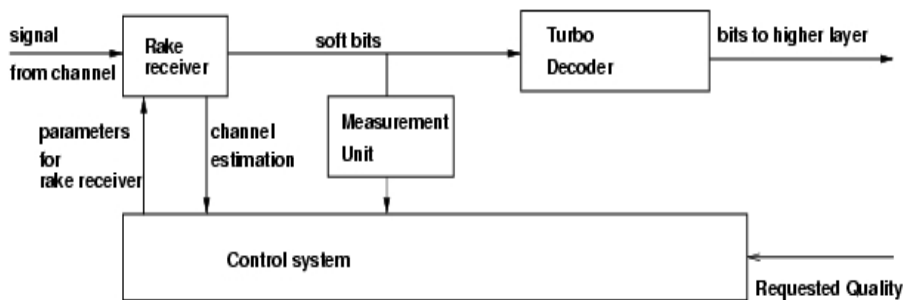 signal
from channel
Rake
receiver
soft bits
Turbo
Decoder
bits to higher layer
parameters
for
rake receiver
channel
estimation
Measurement
Unit
Control system
Requested Quality